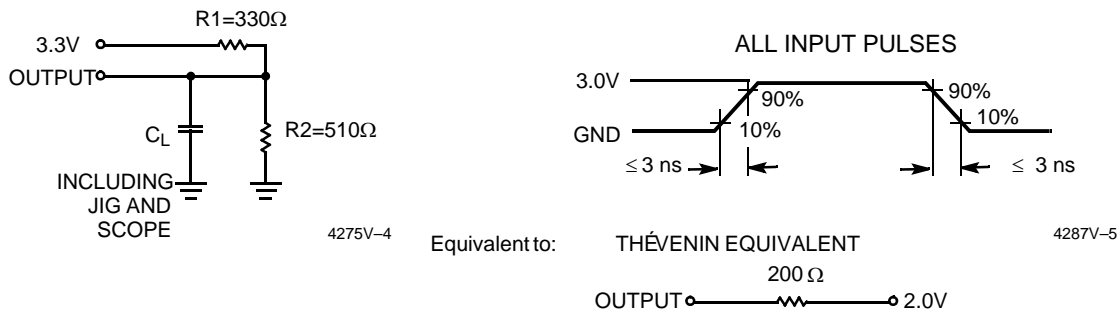 R1=330Ω
3.3V
OUTPUT
C_L
R2=510Ω
INCLUDING
JIG AND
SCOPE
4275V–4
ALL INPUT PULSES
3.0V
90%
90%
10%
10%
GND
≤ 3 ns
≤ 3 ns
4287V–5
Equivalent to:
THÉVENIN EQUIVALENT
200 Ω
OUTPUT
2.0V